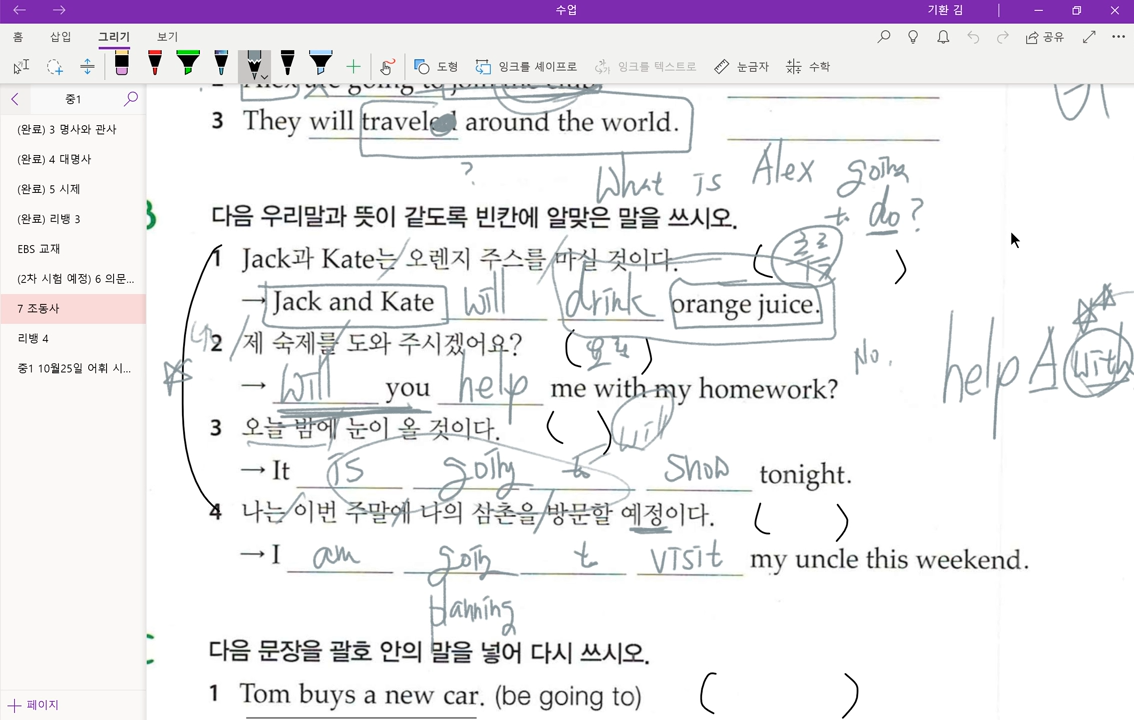 수업
기환 김
홈 삽입 그리기 보기
도형 잉크를 셰이프로 잉크를 텍스트로 눈금자 수학 공유
중1
(완료) 3 명사와 관사
(완료) 4 대명사
(완료) 5 시제
(완료) 리뱅 3
EBS 교재
(2차 시험 예정) 6 의문...
7 조동사
리뱅 4
중1 10월25일 어휘 시...
페이지
2 Alex are going to join the club.
3 They will travel around the world.
?
What is Alex going to do?
다음 우리말과 뜻이 같도록 빈칸에 알맞은 말을 쓰시오.
1 Jack과 Kate는 오렌지 주스를 마실 것이다. ( )
→ Jack and Kate will drink orange juice.
2 제 숙제를 도와 주시겠어요? ( )
No.
help A with
→ will you help me with my homework?
3 오늘 밤에 눈이 올 것이다. ( ) will
→ It is going to snow tonight.
4 나는 이번 주말에 나의 삼촌을 방문할 예정이다. ( )
→ I am going t visit my uncle this weekend.
planning
다음 문장을 괄호 안의 말을 넣어 다시 쓰시오.
1 Tom buys a new car. (be going to) ( )